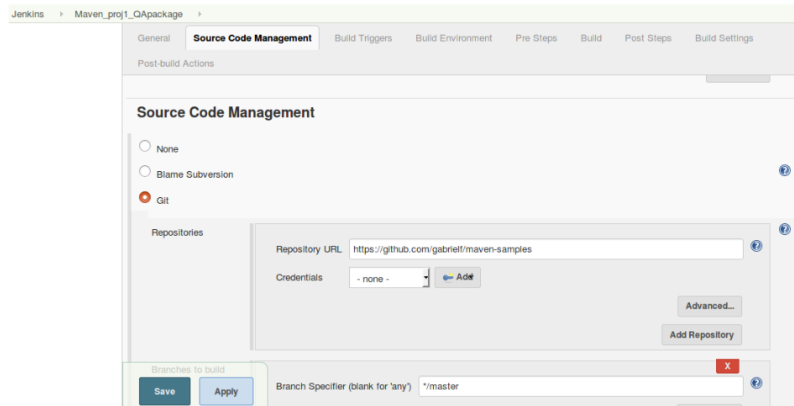 Jenkins › Maven_proj1_QApackage ›
General Source Code Management Build Triggers Build Environment Pre Steps Build Post Steps Build Settings
Post-build Actions
Source Code Management
None
Blame Subversion
Git
Repositories
Repository URL https://github.com/gabrielf/maven-samples
Credentials - none - Add
Advanced...
Add Repository
Branches to build
X
Branch Specifier (blank for 'any') */master
Save Apply